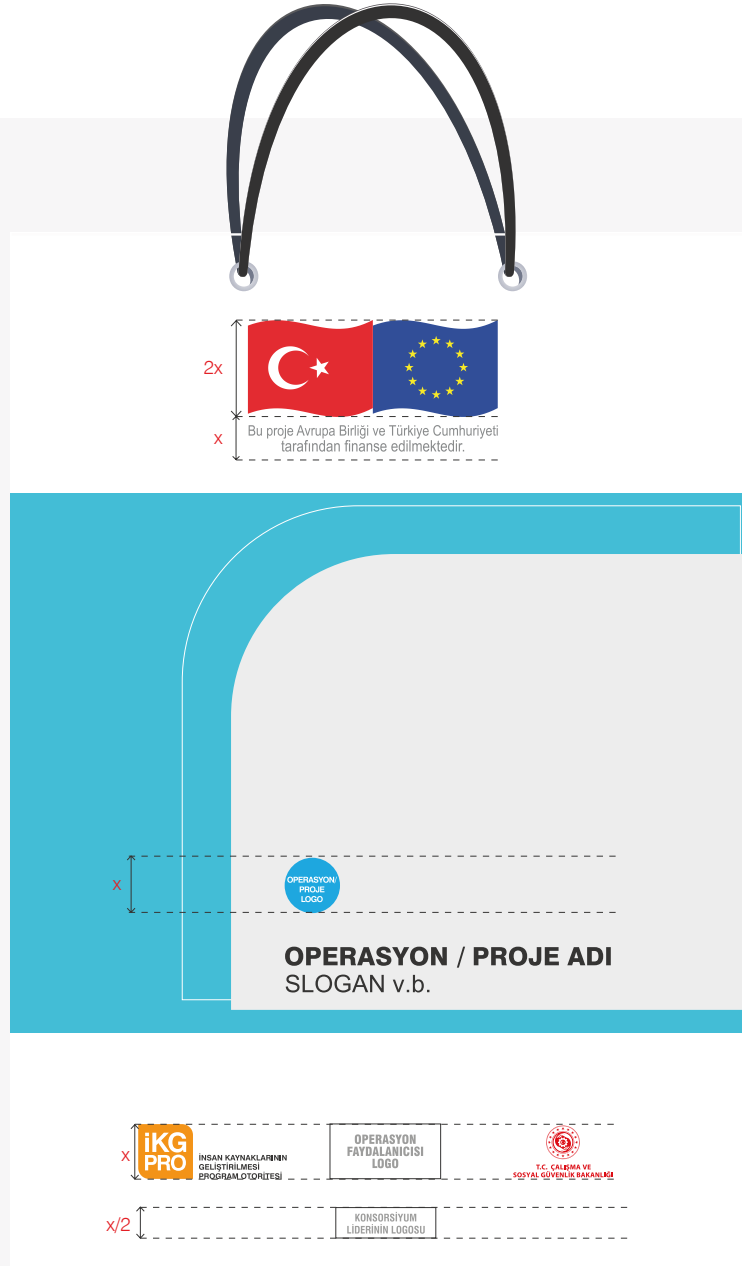 2x
x
Bu proje Avrupa Birliği ve Türkiye Cumhuriyeti
tarafından finanse edilmektedir.
x
OPERASYON/
PROJE
LOGO
OPERASYON / PROJE ADI
SLOGAN v.b.
x
iKG
PRO
İNSAN KAYNAKLARININ
GELİŞTİRİLMESİ
PROGRAM OTORİTESİ
OPERASYON
FAYDALANICISI
LOGO
T.C. ÇALIŞMA VE
SOSYAL GÜVENLİK BAKANLIĞI
x/2
KONSORSİYUM
LİDERİNİN LOGOSU